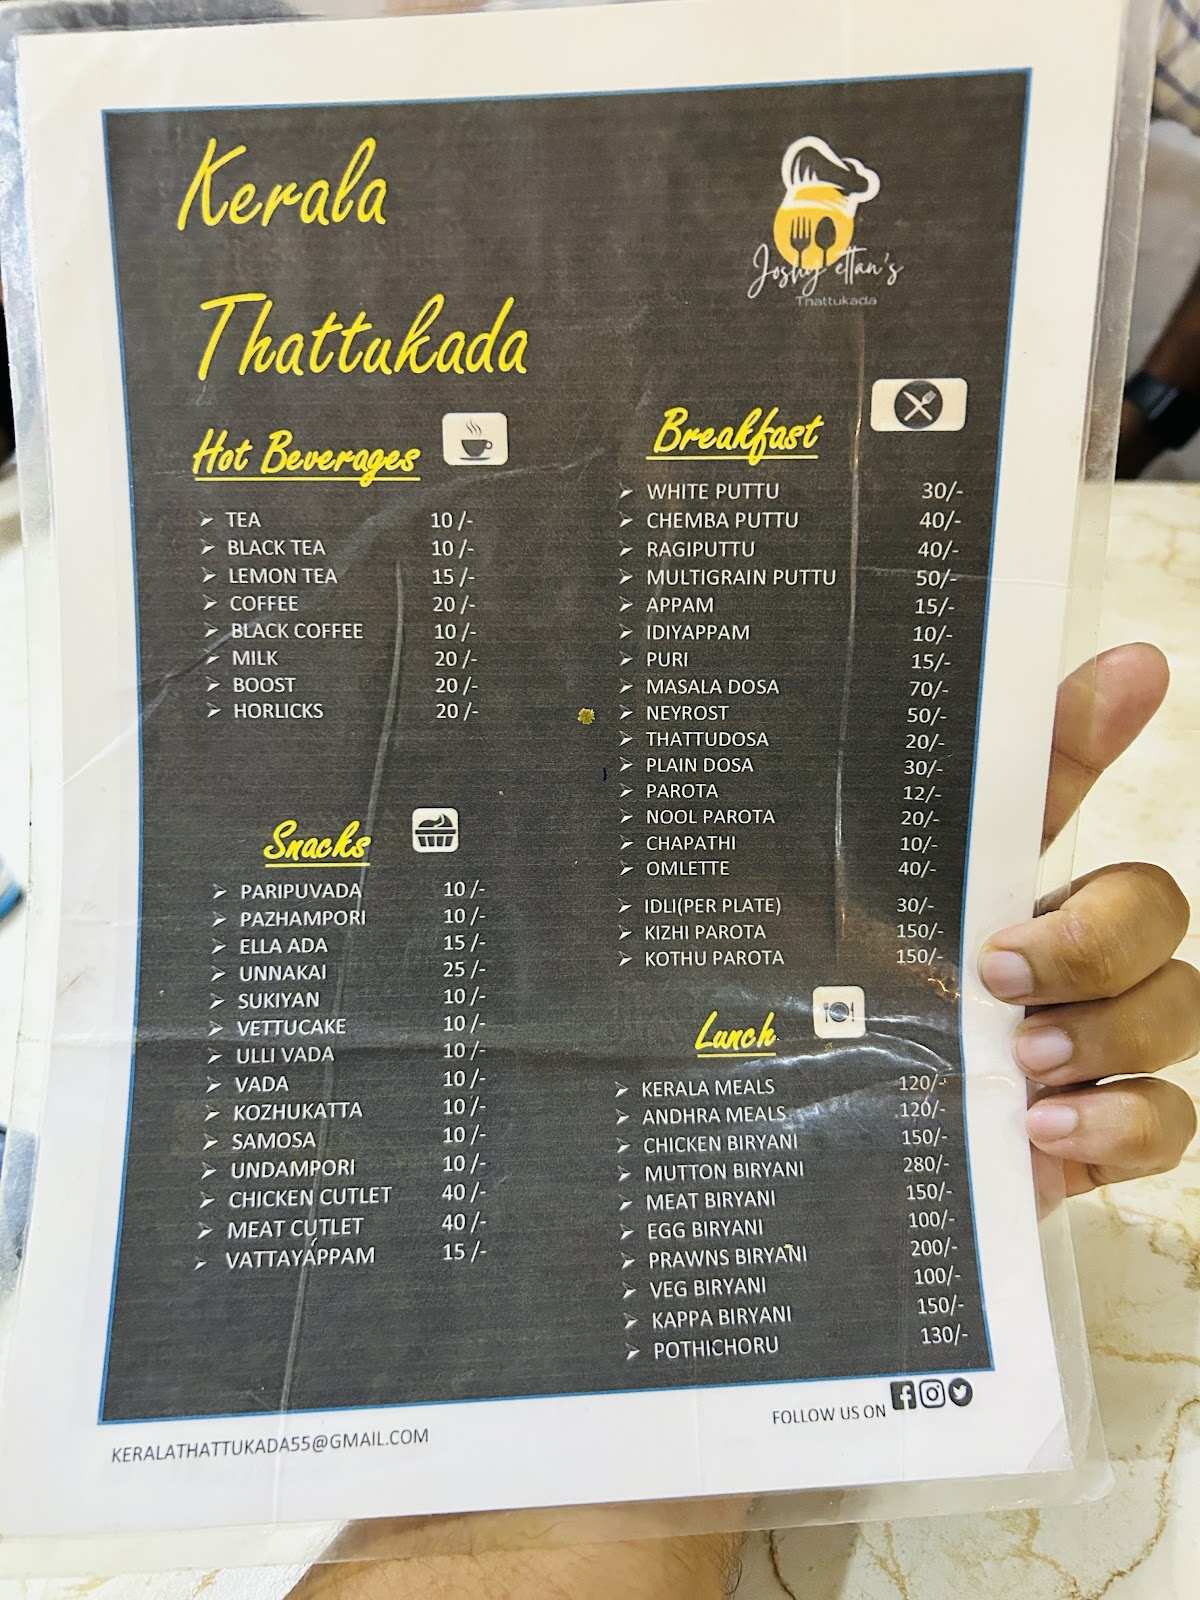 Kerala
Thattukada
Joshy ettan's
Thattukada
Hot Beverages
TEA 10 /-
BLACK TEA 10 /-
LEMON TEA 15 /-
COFFEE 20 /-
BLACK COFFEE 10 /-
MILK 20 /-
BOOST 20 /-
HORLICKS 20 /-
Snacks
PARIPUVADA 10 /-
PAZHAMPORI 10 /-
ELLA ADA 15 /-
UNNAKAI 25 /-
SUKIYAN 10 /-
VETTUCAKE 10 /-
ULLI VADA 10 /-
VADA 10 /-
KOZHUKATTA 10 /-
SAMOSA 10 /-
UNDAMPORI 10 /-
CHICKEN CUTLET 40 /-
MEAT CUTLET 40 /-
VATTAYAPPAM 15 /-
Breakfast
WHITE PUTTU 30/-
CHEMBA PUTTU 40/-
RAGIPUTTU 40/-
MULTIGRAIN PUTTU 50/-
APPAM 15/-
IDIYAPPAM 10/-
PURI 15/-
MASALA DOSA 70/-
NEYROST 50/-
THATTUDOSA 20/-
PLAIN DOSA 30/-
PAROTA 12/-
NOOL PAROTA 20/-
CHAPATHI 10/-
OMLETTE 40/-
IDLI(PER PLATE) 30/-
KIZHI PAROTA 150/-
KOTHU PAROTA 150/-
Lunch
KERALA MEALS 120/-
ANDHRA MEALS 120/-
CHICKEN BIRYANI 150/-
MUTTON BIRYANI 280/-
MEAT BIRYANI 150/-
EGG BIRYANI 100/-
PRAWNS BIRYANI 200/-
VEG BIRYANI 100/-
KAPPA BIRYANI 150/-
POTHICHORU 130/-
KERALATHATTUKADA55@GMAIL.COM
FOLLOW US ON